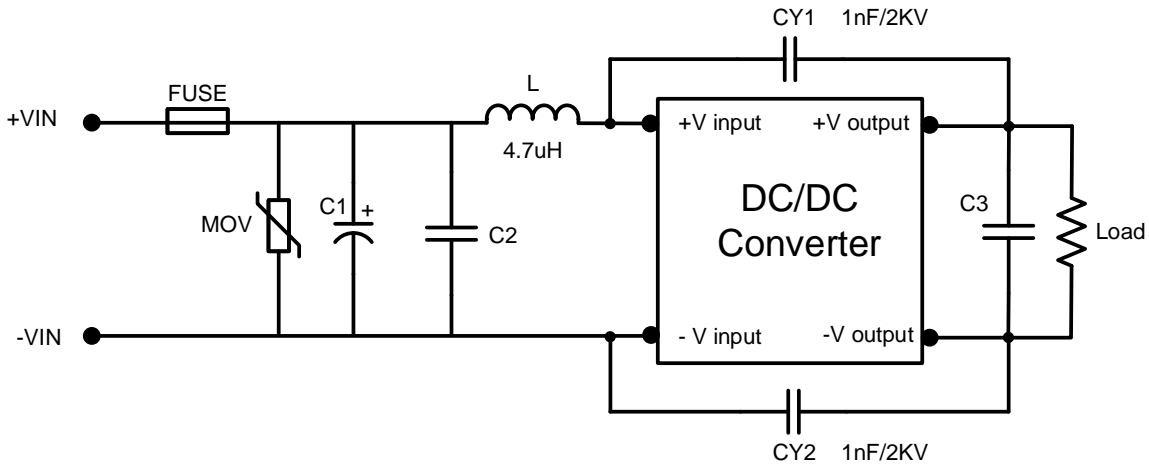 CY1 1nF/2KV
FUSE
L
+VIN
+V input
+V output
4.7uH
DC/DC
Converter
C1
+
C3
MOV
C2
Load
-VIN
- V input
-V output
CY2 1nF/2KV